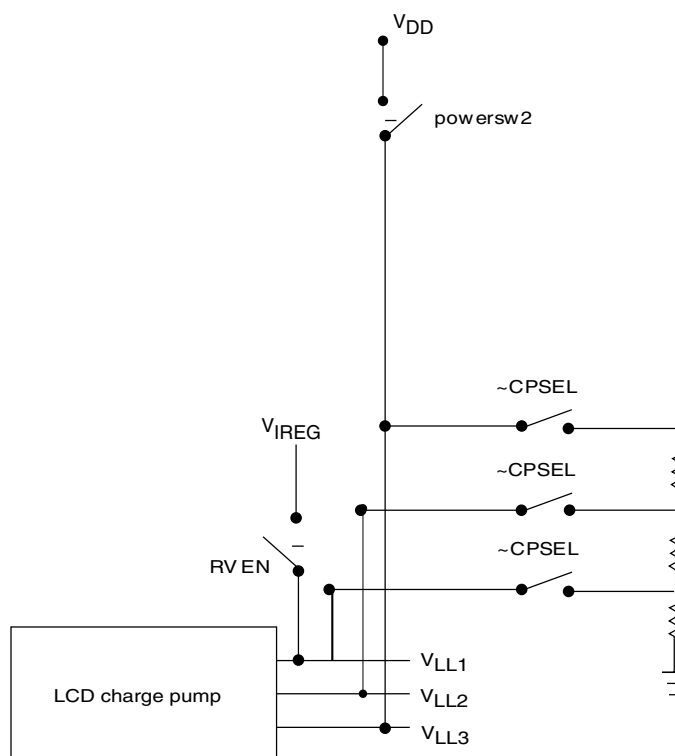 VDD
powersw2
~CPSEL
VIREG
~CPSEL
~CPSEL
RVEN
VLL1
LCD charge pump
VLL2
VLL3